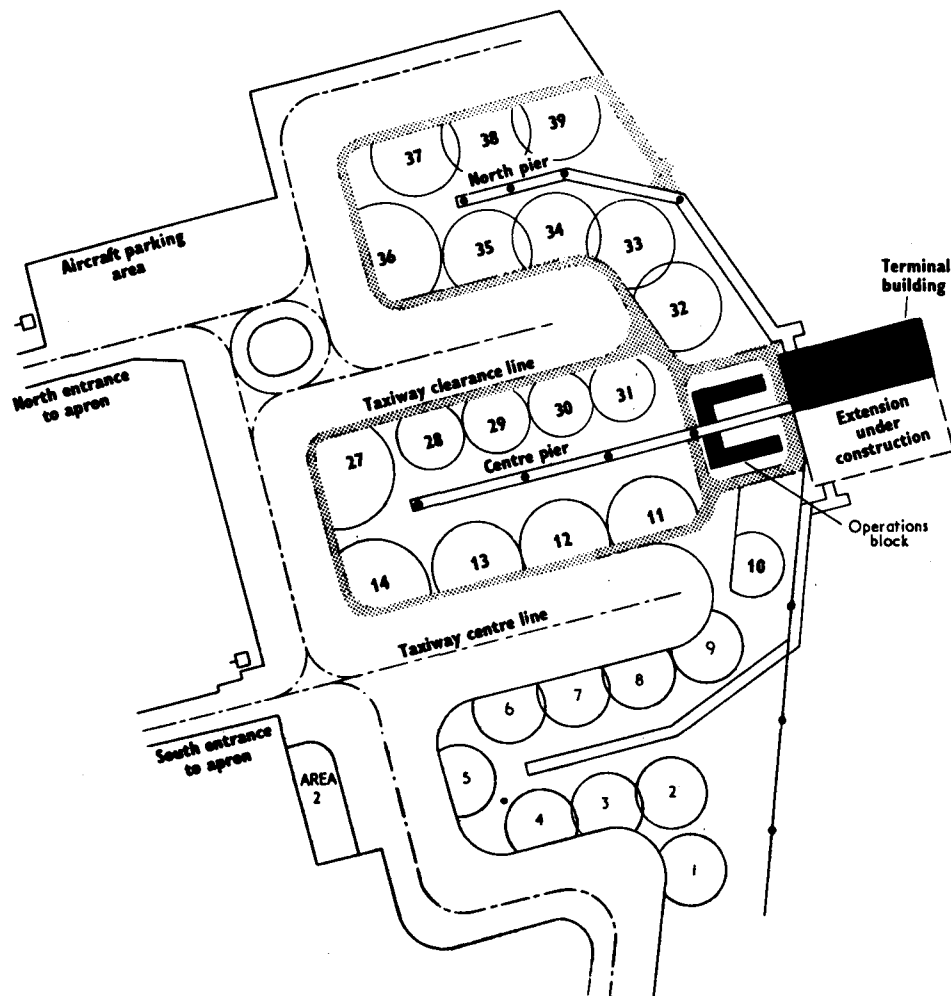 39
38
37
North pier
36
35
34
33
32
Aircraft parking
area
Terminal
building
North entrance
to apron
Taxiway clearance line
31
30
29
28
27
Centre pier
Extension
under
construction
Operations
block
11
12
13
14
10
Taxiway centre line
9
8
7
6
South entrance
to apron
AREA
2
5
4
3
2
1